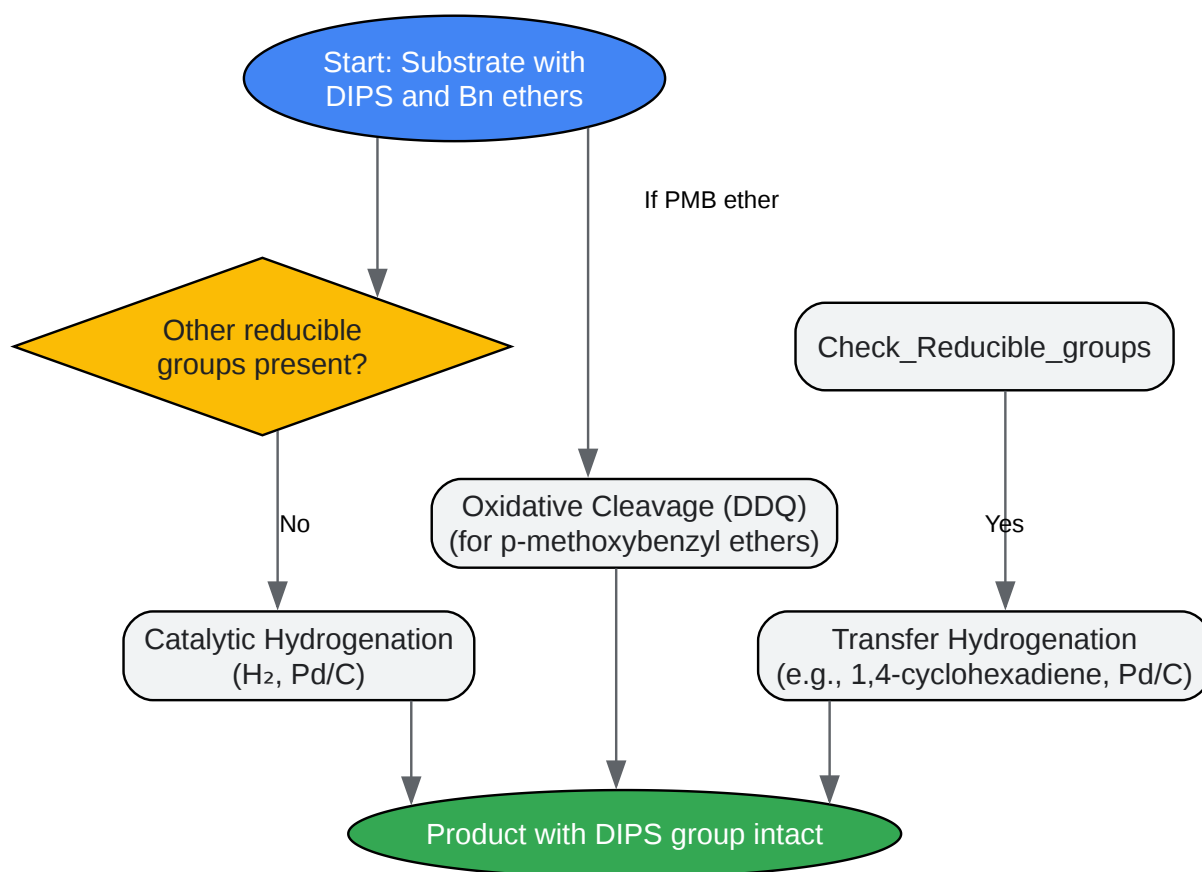 Start: Substrate with
DIPS and Bn ethers
If PMB ether
Other reducible
groups present?
Check_Reducible_groups
Oxidative Cleavage (DDQ)
(for p-methoxybenzyl ethers)
No
Yes
Catalytic Hydrogenation
(H₂, Pd/C)
Transfer Hydrogenation
(e.g., 1,4-cyclohexadiene, Pd/C)
Product with DIPS group intact